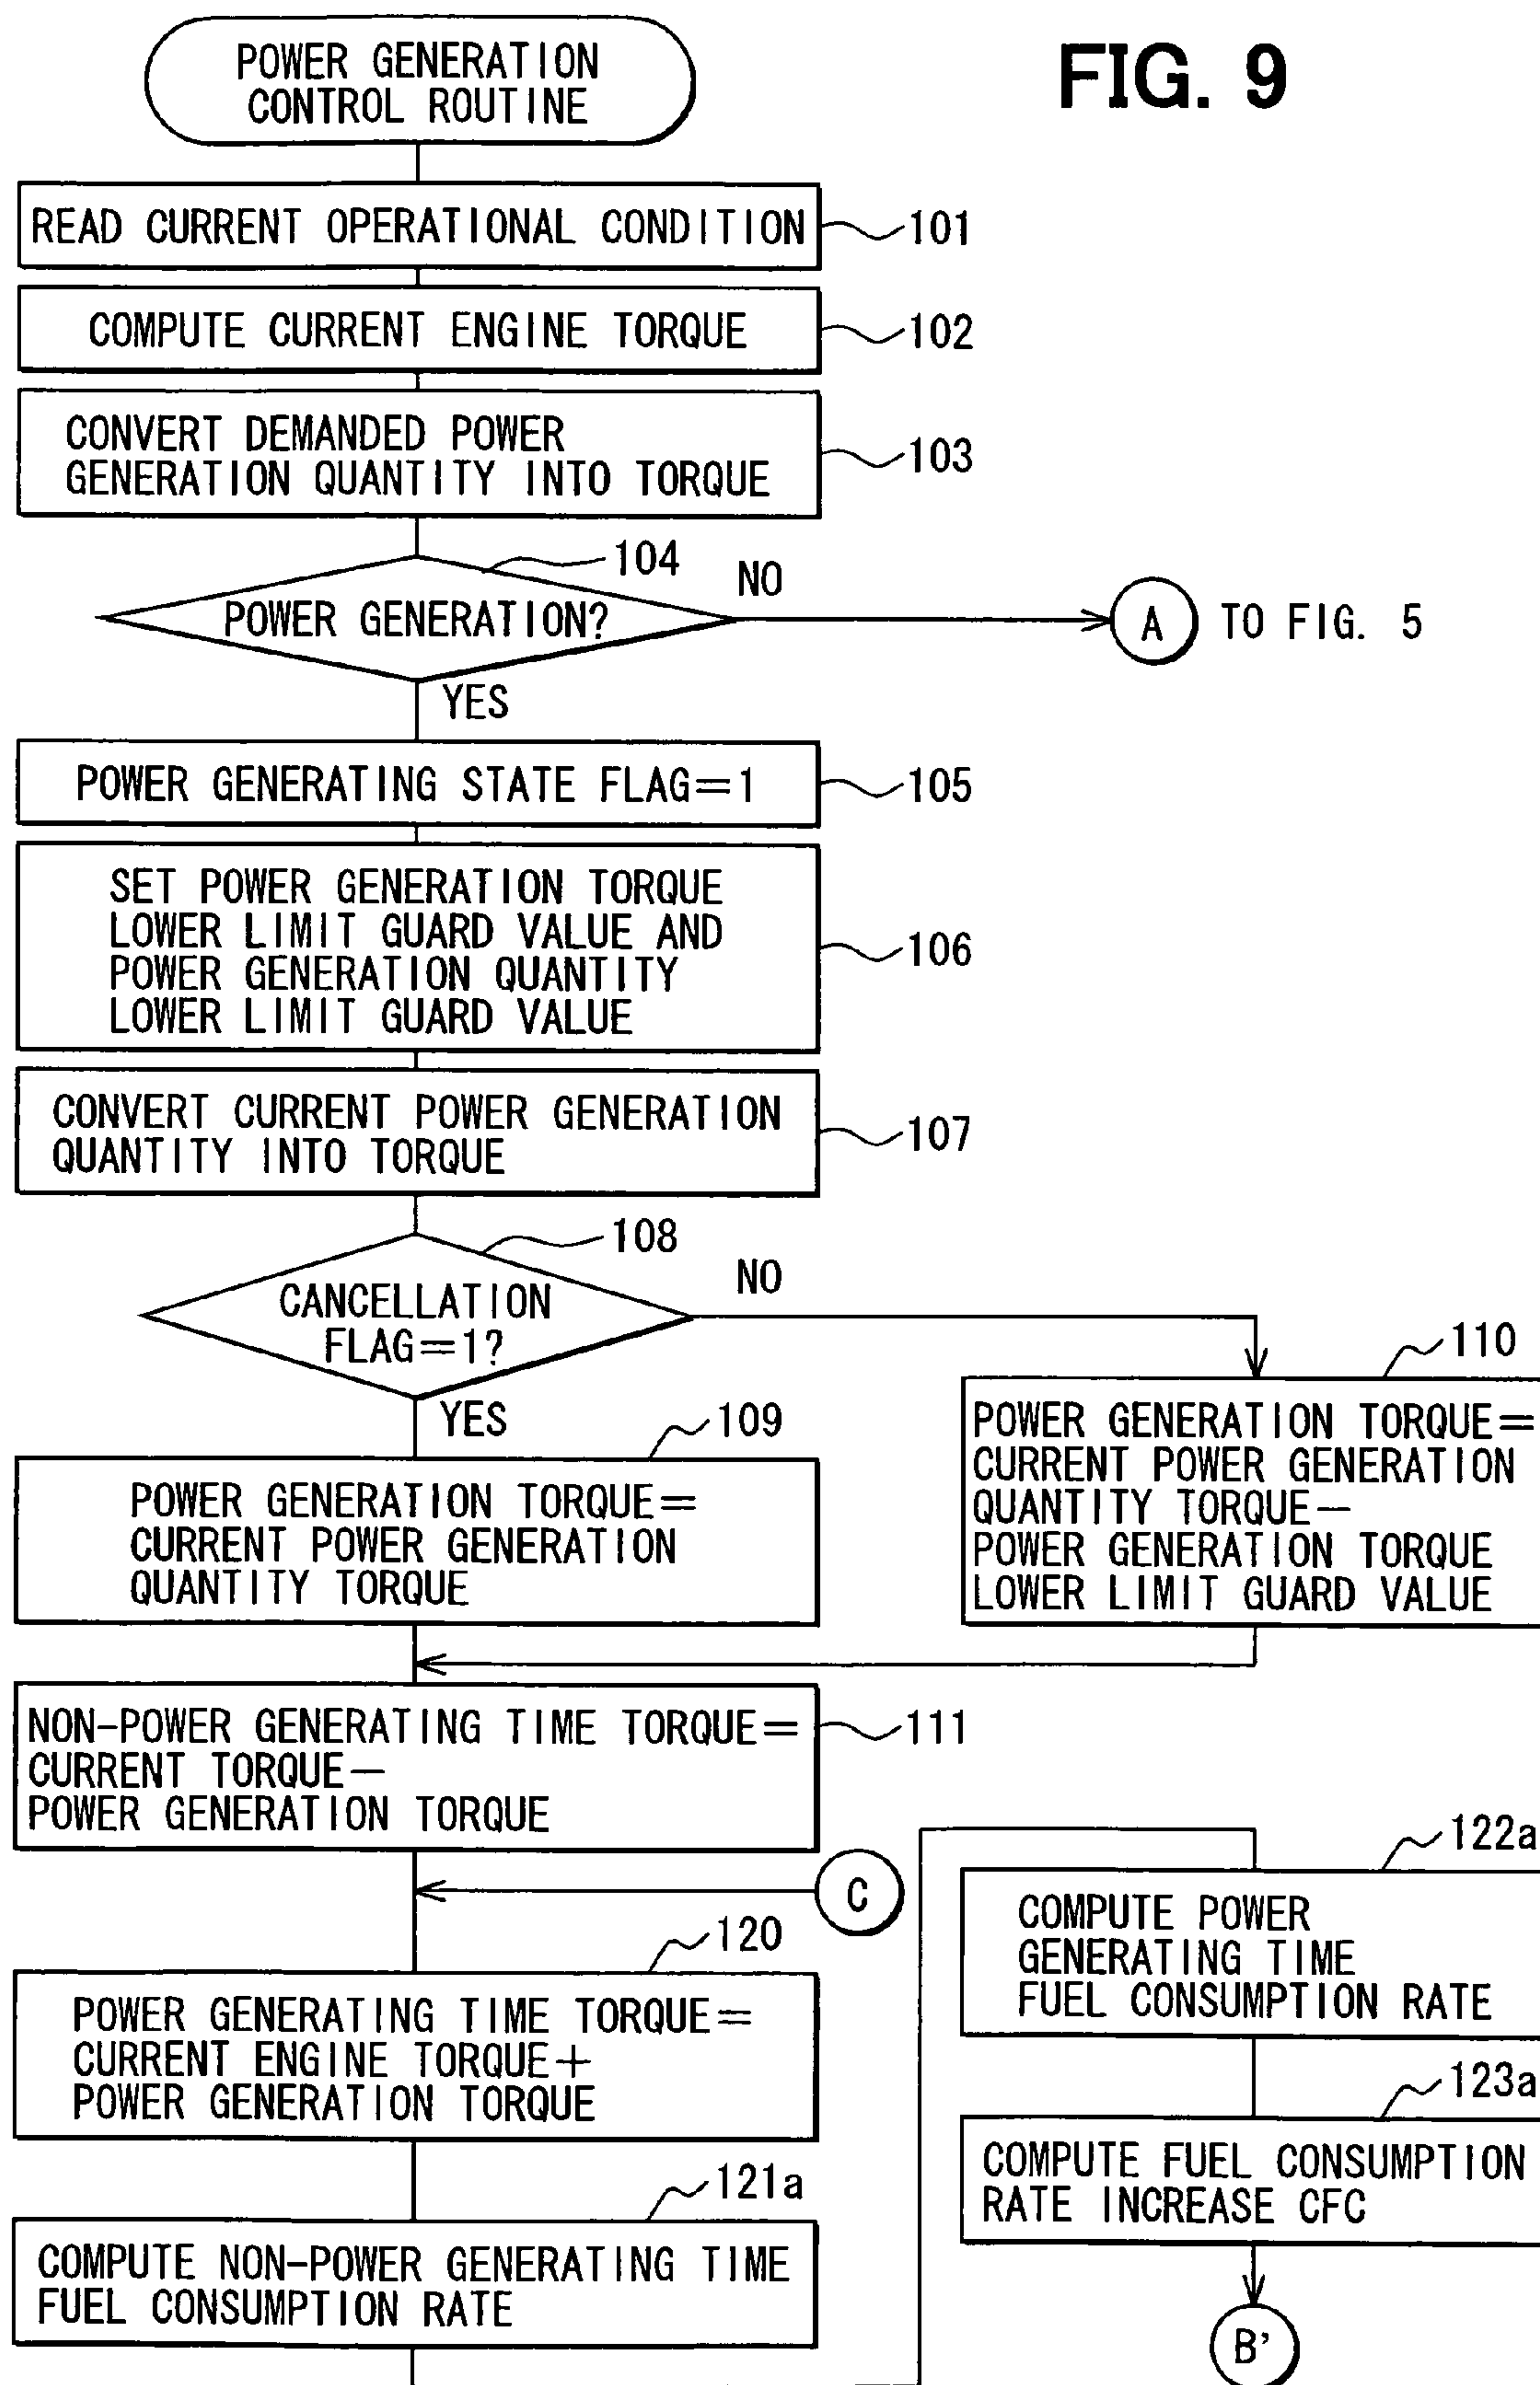 POWER GENERATION
CONTROL ROUTINE
FIG. 9
READ CURRENT OPERATIONAL CONDITION
101
COMPUTE CURRENT ENGINE TORQUE
102
CONVERT DEMANDED POWER
GENERATION QUANTITY INTO TORQUE
103
104
POWER GENERATION?
NO
A
TO FIG. 5
YES
POWER GENERATING STATE FLAG=1
105
SET POWER GENERATION TORQUE
LOWER LIMIT GUARD VALUE AND
POWER GENERATION QUANTITY
LOWER LIMIT GUARD VALUE
106
CONVERT CURRENT POWER GENERATION
QUANTITY INTO TORQUE
107
108
CANCELLATION
FLAG=1?
NO
YES
109
POWER GENERATION TORQUE=
CURRENT POWER GENERATION
QUANTITY TORQUE
110
POWER GENERATION TORQUE=
CURRENT POWER GENERATION
QUANTITY TORQUE−
POWER GENERATION TORQUE
LOWER LIMIT GUARD VALUE
NON-POWER GENERATING TIME TORQUE=
CURRENT TORQUE−
POWER GENERATION TORQUE
111
C
120
POWER GENERATING TIME TORQUE=
CURRENT ENGINE TORQUE+
POWER GENERATION TORQUE
121a
COMPUTE NON-POWER GENERATING TIME
FUEL CONSUMPTION RATE
122a
COMPUTE POWER
GENERATING TIME
FUEL CONSUMPTION RATE
123a
COMPUTE FUEL CONSUMPTION
RATE INCREASE CFC
B'